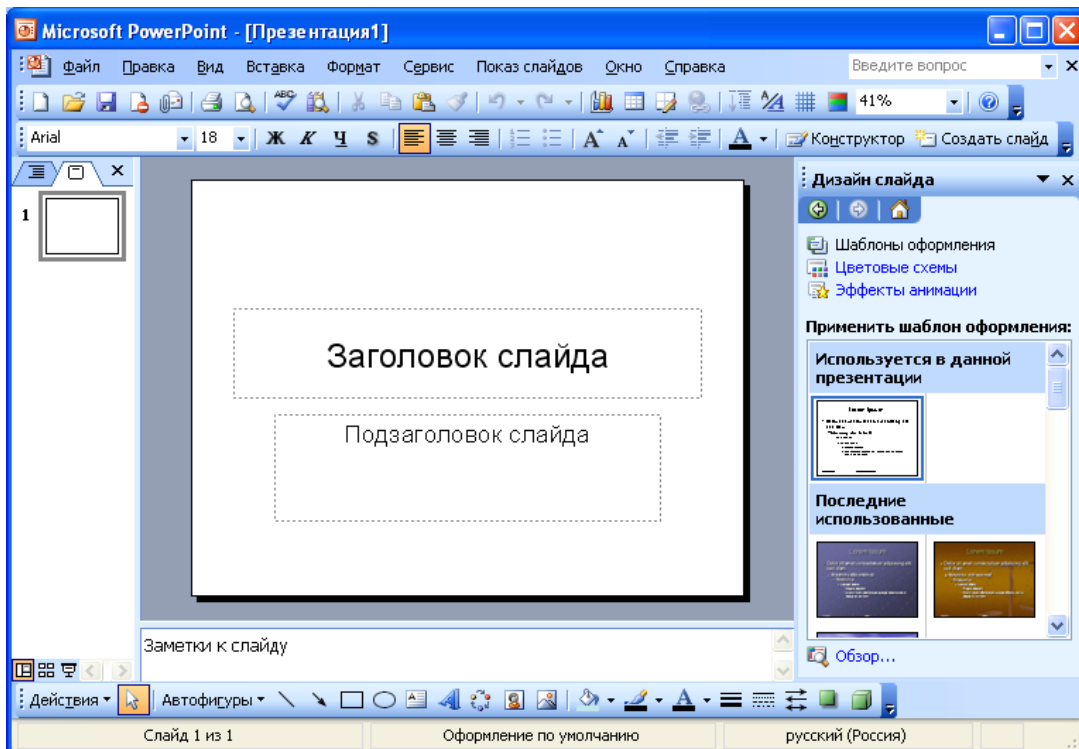 Microsoft PowerPoint - [Презентация1]
Файл Правка Вид Вставка Формат Сервис Показ слайдов Окно Справка Введите вопрос
41%
Arial 18 Ж К Ч S Конструктор Создать слайд
Дизайн слайда
1
Шаблоны оформления
Цветовые схемы
Эффекты анимации
Применить шаблон оформления:
Используется в данной
презентации
Заголовок слайда
Подзаголовок слайда
Последние
использованные
Заметки к слайду
Обзор...
Действия Автофигуры
Слайд 1 из 1 Оформление по умолчанию русский (Россия)